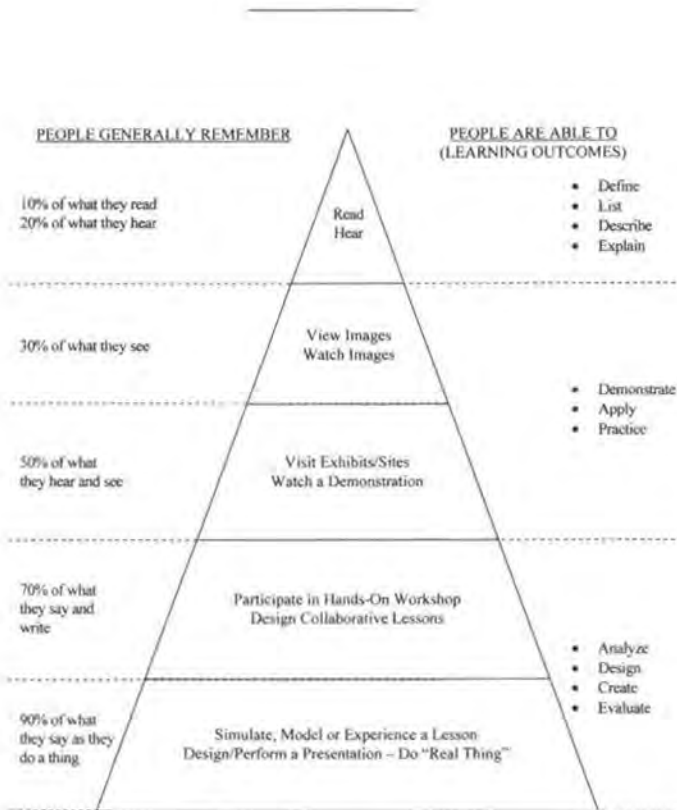 PEOPLE GENERALLY REMEMBER
PEOPLE ARE ABLE TO
(LEARNING OUTCOMES)
10% of what they read
20% of what they hear
Read
Hear
• Define
• List
• Describe
• Explain
30% of what they see
View Images
Watch Images
• Demonstrate
• Apply
• Practice
50% of what
they hear and see
Visit Exhibits/Sites
Watch a Demonstration
70% of what
they say and
write
Participate in Hands-On Workshop
Design Collaborative Lessons
• Analyze
• Design
• Create
• Evaluate
90% of what
they say as they
do a thing
Simulate, Model or Experience a Lesson
Design/Perform a Presentation – Do “Real Thing”